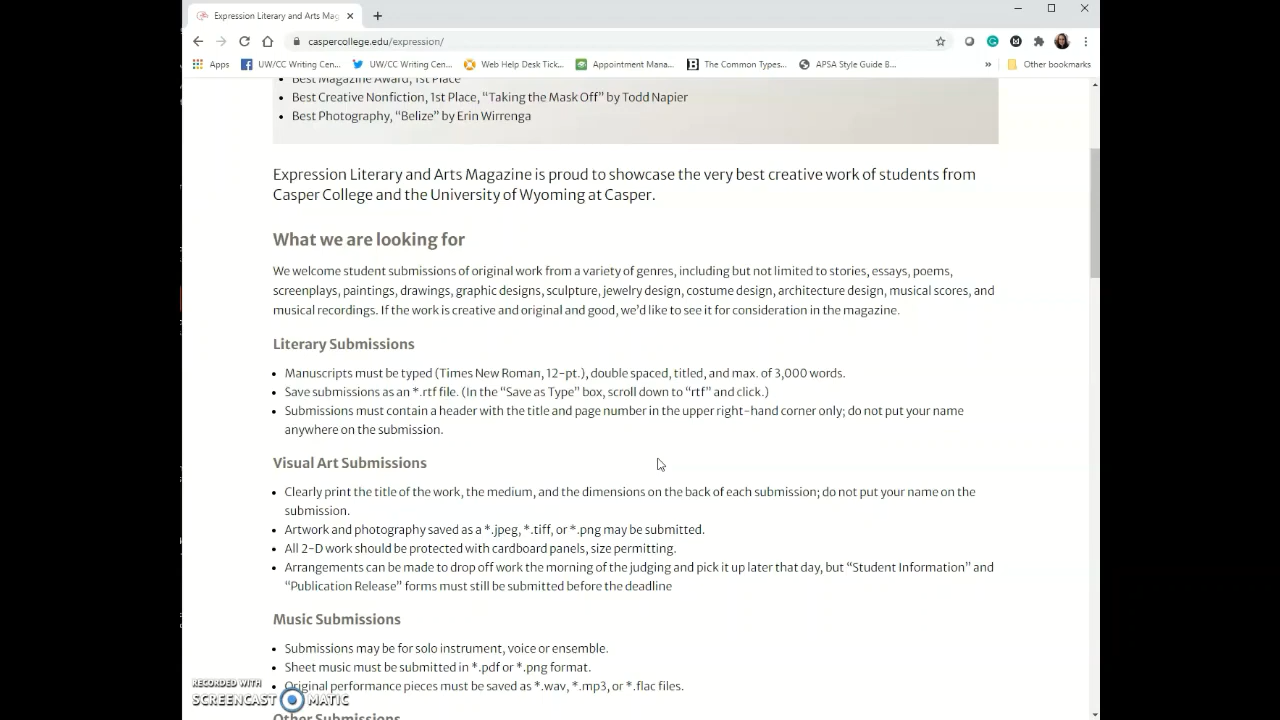 Expression Literary and Arts Mag
caspercollege.edu/expression/
Apps
UW/CC Writing Cen...
UW/CC Writing Cen...
Web Help Desk Tick...
Appointment Mana...
The Common Types...
APSA Style Guide B...
»
Other bookmarks
Best Magazine Award, 1st Place
Best Creative Nonfiction, 1st Place, “Taking the Mask Off” by Todd Napier
Best Photography, “Belize” by Erin Wirrenga
Expression Literary and Arts Magazine is proud to showcase the very best creative work of students from
Casper College and the University of Wyoming at Casper.
What we are looking for
We welcome student submissions of original work from a variety of genres, including but not limited to stories, essays, poems,
screenplays, paintings, drawings, graphic designs, sculpture, jewelry design, costume design, architecture design, musical scores, and
musical recordings. If the work is creative and original and good, we’d like to see it for consideration in the magazine.
Literary Submissions
Manuscripts must be typed (Times New Roman, 12-pt.), double spaced, titled, and max. of 3,000 words.
Save submissions as an *.rtf file. (In the “Save as Type” box, scroll down to “rtf” and click.)
Submissions must contain a header with the title and page number in the upper right-hand corner only; do not put your name
anywhere on the submission.
Visual Art Submissions
Clearly print the title of the work, the medium, and the dimensions on the back of each submission; do not put your name on the
submission.
Artwork and photography saved as a *.jpeg, *.tiff, or *.png may be submitted.
All 2-D work should be protected with cardboard panels, size permitting.
Arrangements can be made to drop off work the morning of the judging and pick it up later that day, but “Student Information” and
“Publication Release” forms must still be submitted before the deadline
Music Submissions
Submissions may be for solo instrument, voice or ensemble.
Sheet music must be submitted in *.pdf or *.png format.
Original performance pieces must be saved as *.wav, *.mp3, or *.flac files.
Other Submissions
RECORDED WITH
SCREENCAST MATIC